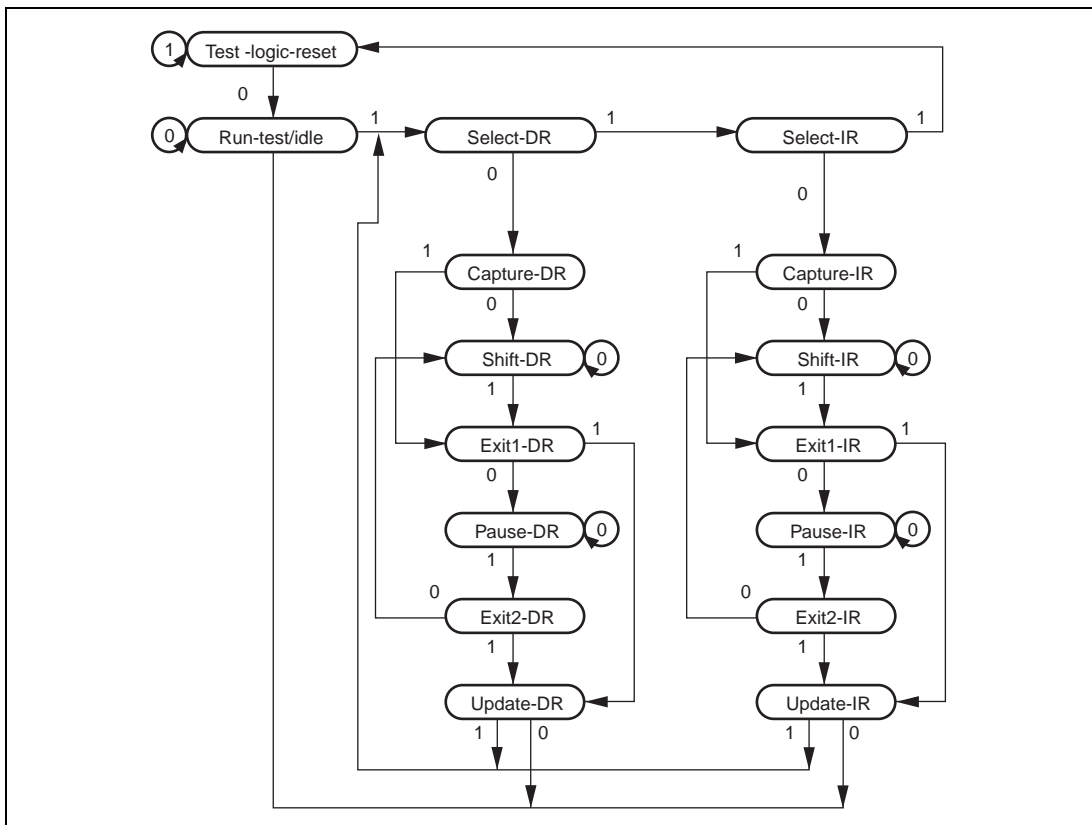 1 Test -logic-reset
0
0 Run-test/idle 1 Select-DR 1 Select-IR 1
0 0
1 Capture-DR 1 Capture-IR
0 0
Shift-DR 0 Shift-IR 0
1 1
Exit1-DR 1 Exit1-IR 1
0 0
Pause-DR 0 Pause-IR 0
1 1
0 Exit2-DR 0 Exit2-IR
1 1
Update-DR Update-IR
1 0 1 0